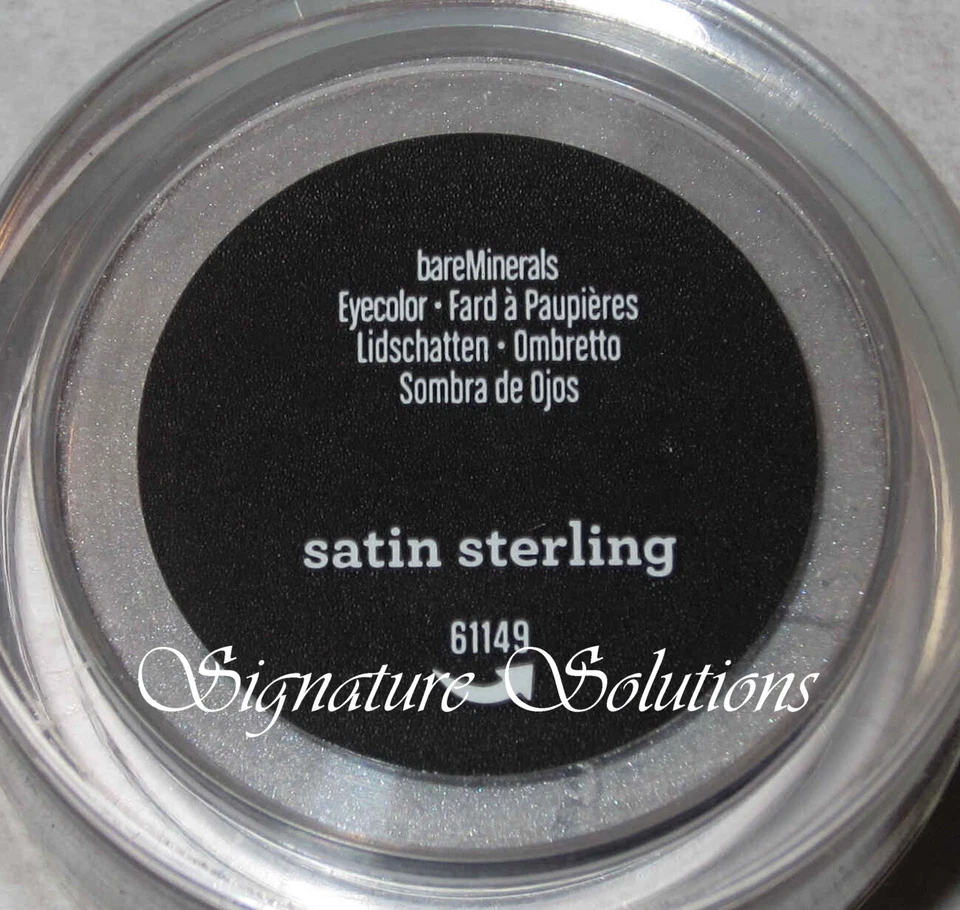 bareMinerals
Eyecolor • Fard à Paupières
Lidschatten • Ombretto
Sombra de Ojos
satin sterling
61149
Signature Solutions